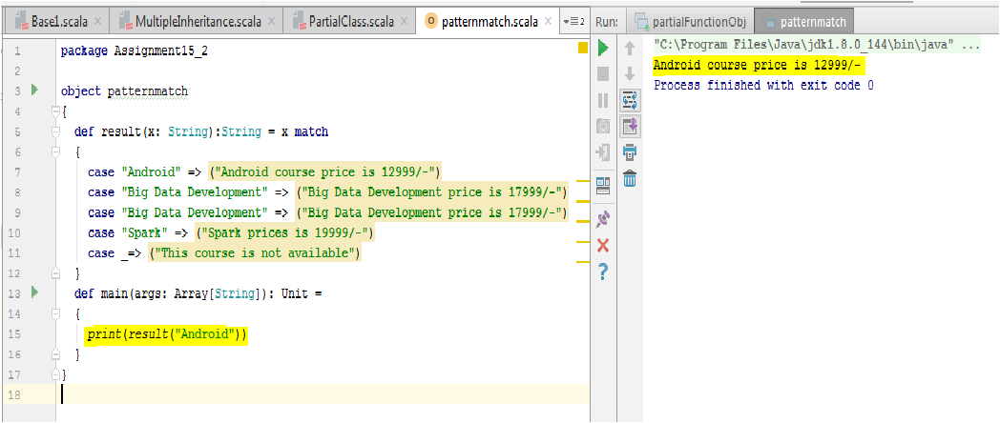 Base1.scala MultipleInheritance.scala PartialClass.scala patternmatch.scala 2
1 package Assignment15_2
2
3 object patternmatch
4 {
5 def result(x: String):String = x match
6 {
7 case "Android" => ("Android course price is 12999/-")
8 case "Big Data Development" => ("Big Data Development price is 17999/-")
9 case "Big Data Development" => ("Big Data Development price is 17999/-")
10 case "Spark" => ("Spark prices is 19999/-")
11 case _=> ("This course is not available")
12 }
13 def main(args: Array[String]): Unit =
14 {
15 print(result("Android"))
16 }
17 }
18
Run: partialFunctionObj patternmatch
"C:\Program Files\Java\jdk1.8.0_144\bin\java" ...
Android course price is 12999/-
Process finished with exit code 0